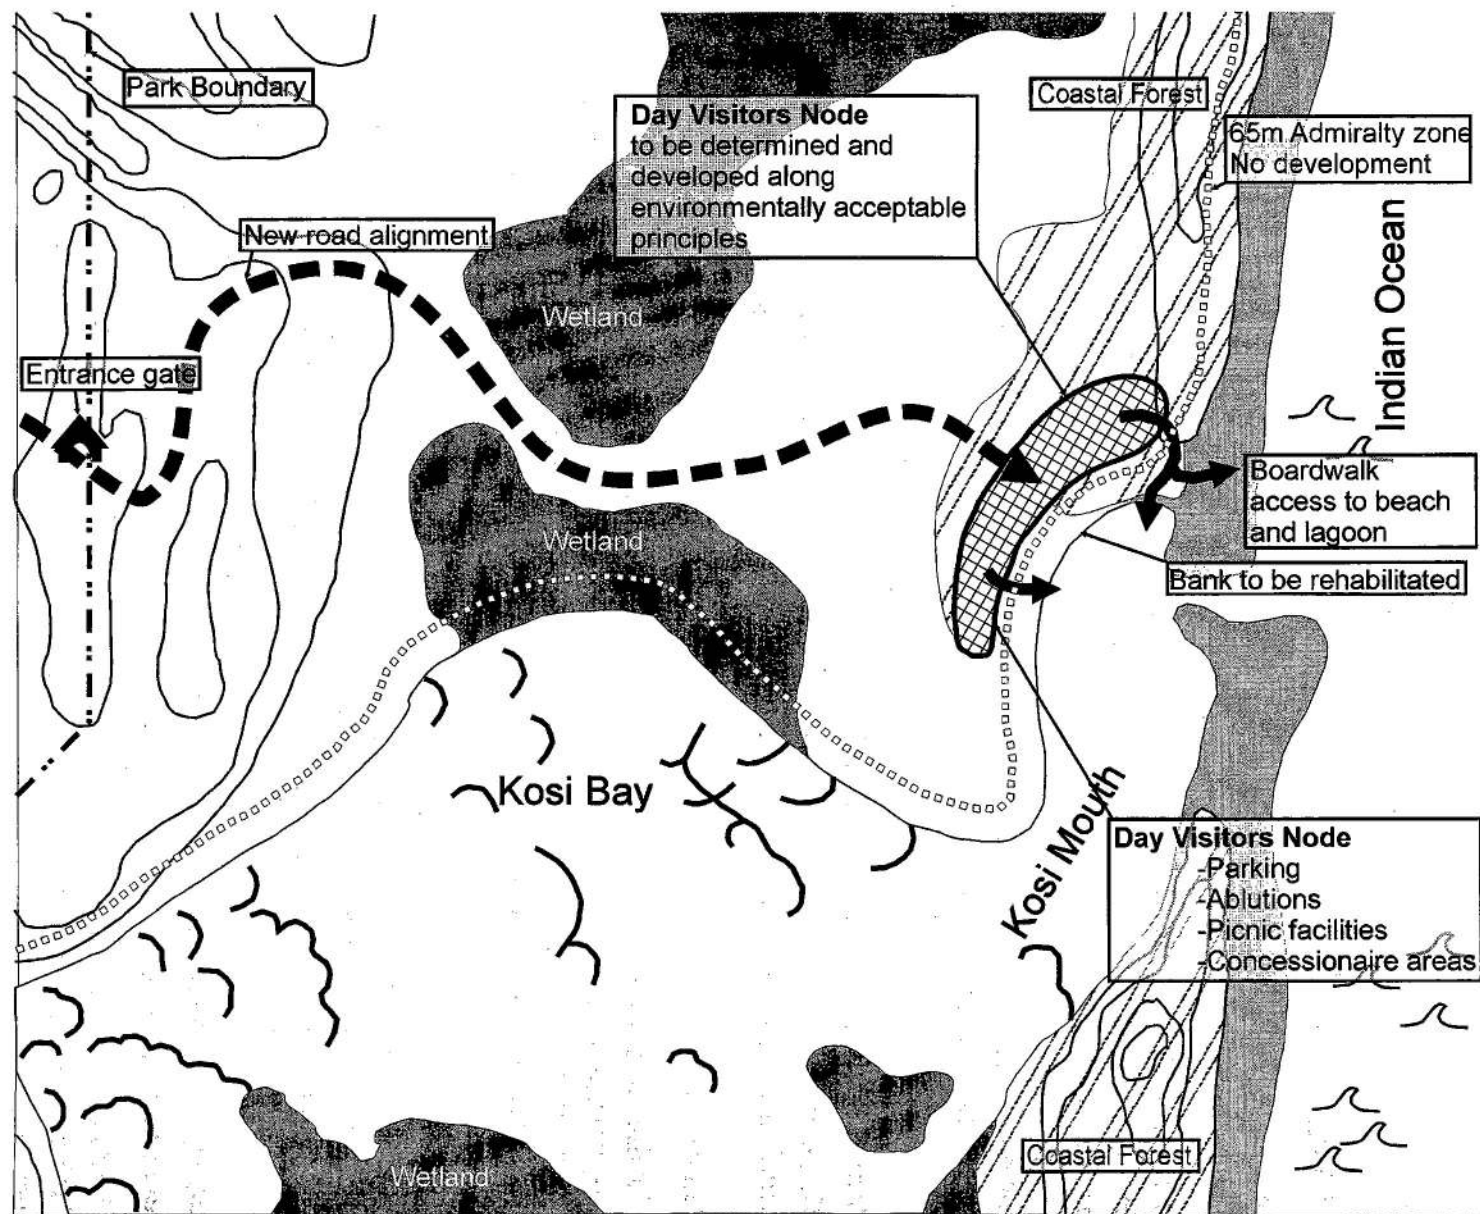 Park Boundary
Coastal Forest
Day Visitors Node
to be determined and
developed along
environmentally acceptable
principles
65m Admiralty zone
No development
New road alignment
Indian Ocean
Wetland
Entrance gate
Boardwalk
access to beach
and lagoon
Wetland
Bank to be rehabilitated
Kosi Bay
Kosi Mouth
Day Visitors Node
-Parking
-Ablutions
-Picnic facilities
-Concessionaire areas
Coastal Forest
Wetland